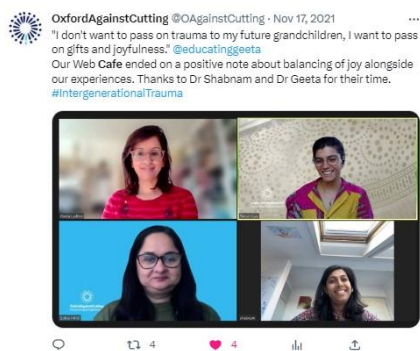 OxfordAgainstCutting @OAgainstCutting · Nov 17, 2021 ...
"I don't want to pass on trauma to my future grandchildren, I want to pass
on gifts and joyfulness." @educatinggeeta
Our Web Cafe ended on a positive note about balancing of joy alongside
our experiences. Thanks to Dr Shabnam and Dr Geeta for their time.
#IntergenerationalTrauma
4
4